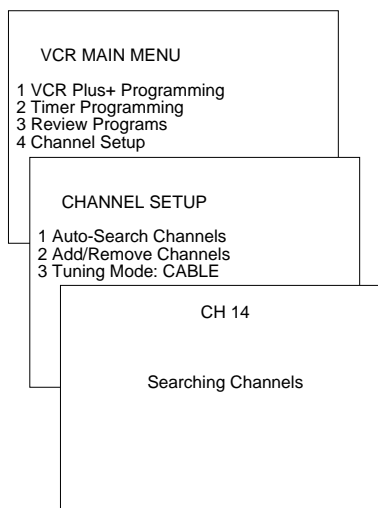 VCR MAIN MENU
1 VCR Plus+ Programming
2 Timer Programming
3 Review Programs
4 Channel Setup
CHANNEL SETUP
1 Auto-Search Channels
2 Add/Remove Channels
3 Tuning Mode: CABLE
CH 14
Searching Channels